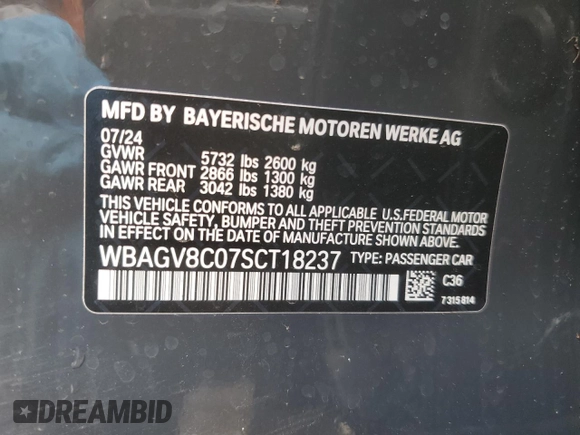 MFD BY BAYERISCHE MOTOREN WERKE AG
07/24
GVWR 5732 lbs 2600 kg
GAWR FRONT 2866 lbs 1300 kg
GAWR REAR 3042 lbs 1380 kg
THIS VEHICLE CONFORMS TO ALL APPLICABLE U.S.FEDERAL MOTOR
VEHICLE SAFETY, BUMPER AND THEFT PREVENTION STANDARDS IN EFFECT
ON THE DATE OF MANUFACTURE SHOWN ABOVE.
WBAGV8C07SCT18237 TYPE: PASSENGER CAR
C36
7315814
DREAMBID